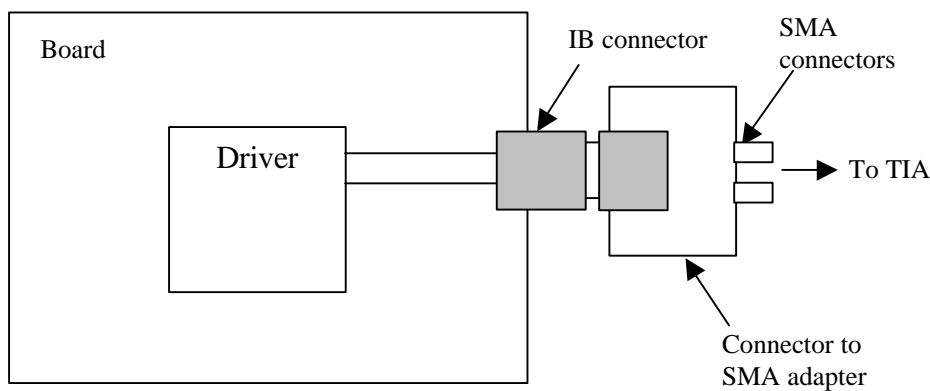 Board
Driver
IB connector
SMA
connectors
To TIA
Connector to
SMA adapter